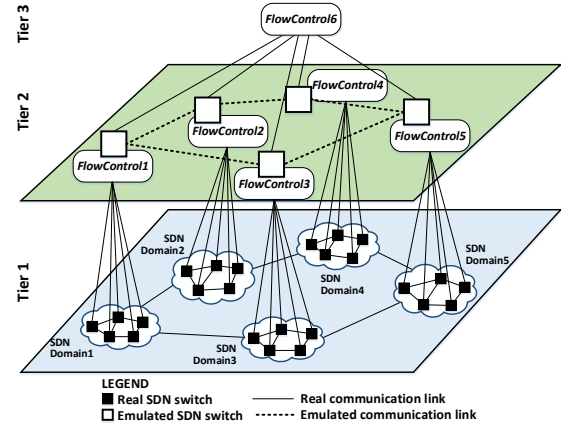 Tier 3
FlowControl6
Tier 2
FlowControl4
FlowControl2
FlowControl5
FlowControl1
FlowControl3
Tier 1
SDN
Domain2
SDN
Domain4
SDN
Domain5
SDN
Domain1
SDN
Domain3
LEGEND
Real SDN switch
Real communication link
Emulated SDN switch
Emulated communication link